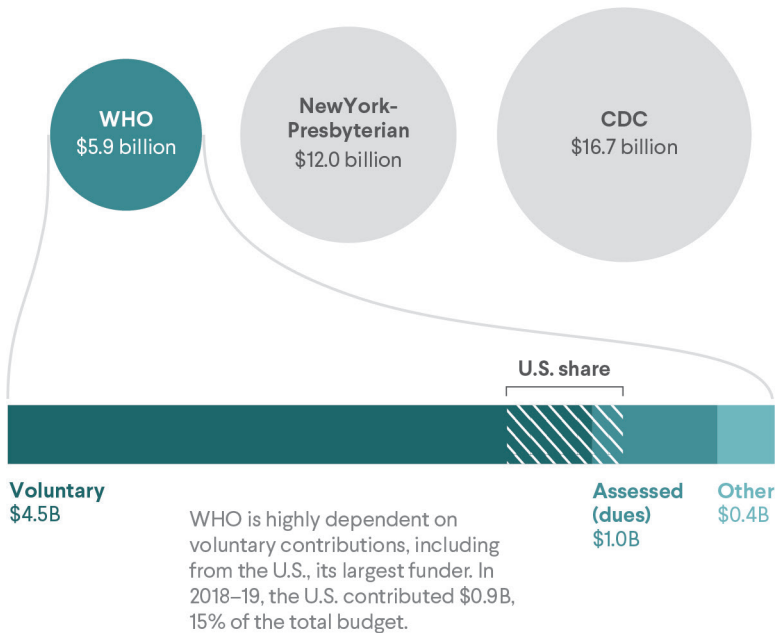 WHO
$5.9 billion
NewYork-
Presbyterian
$12.0 billion
CDC
$16.7 billion
U.S. share
Voluntary
$4.5B
Assessed
(dues)
$1.0B
Other
$0.4B
WHO is highly dependent on
voluntary contributions, including
from the U.S., its largest funder. In
2018–19, the U.S. contributed $0.9B,
15% of the total budget.